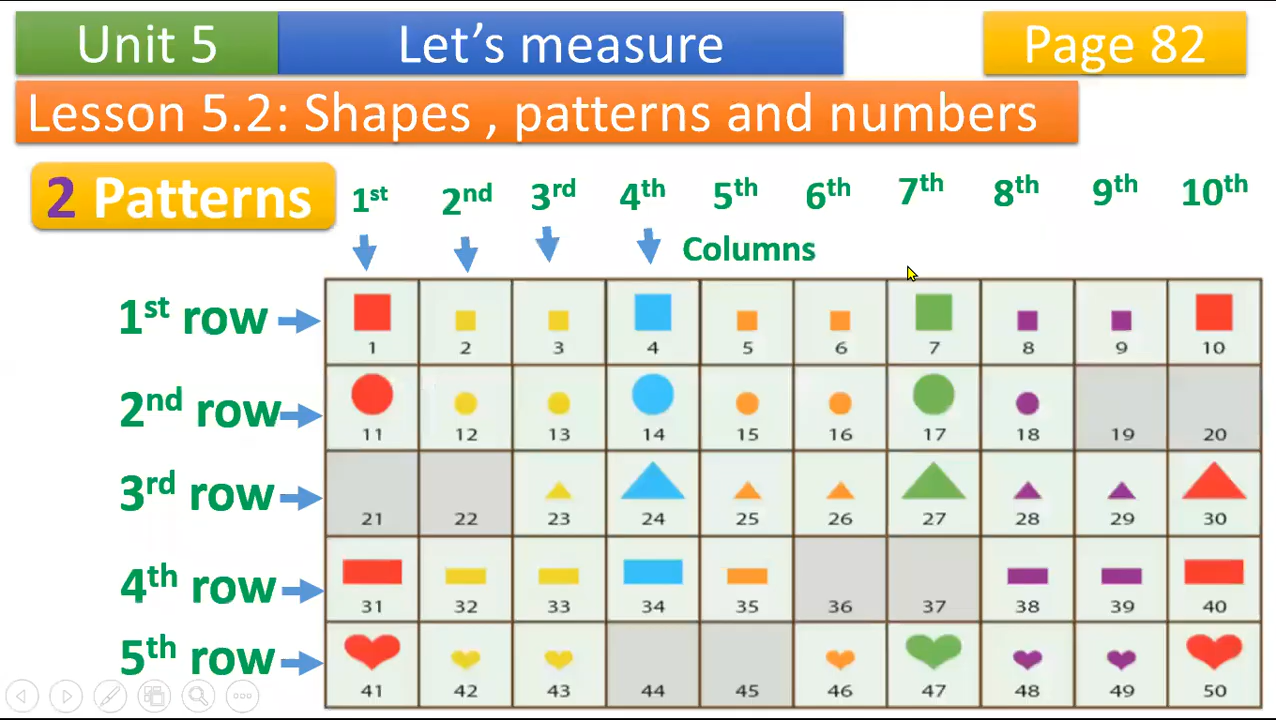 Unit 5
Let's measure
Page 82
Lesson 5.2: Shapes , patterns and numbers
2 Patterns
1st 2nd 3rd 4th 5th 6th 7th 8th 9th 10th
Columns
1st row
1 2 3 4 5 6 7 8 9 10
2nd row
11 12 13 14 15 16 17 18 19 20
3rd row
21 22 23 24 25 26 27 28 29 30
4th row
31 32 33 34 35 36 37 38 39 40
5th row
41 42 43 44 45 46 47 48 49 50